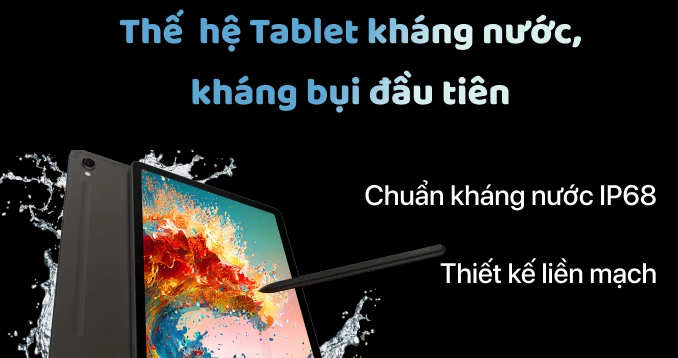 Thế hệ Tablet kháng nước,
kháng bụi đầu tiên
Chuẩn kháng nước IP68
Thiết kế liền mạch